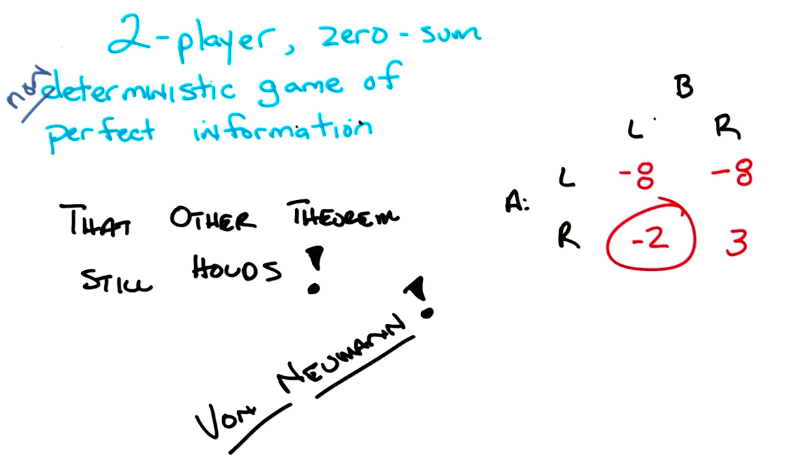 2-player, zero-sum
non deterministic game of
perfect information
THAT OTHER THEOREM
STILL HOLDS !
VON NEUMANN !
B
L R
A: L -8 -8
R -2 3